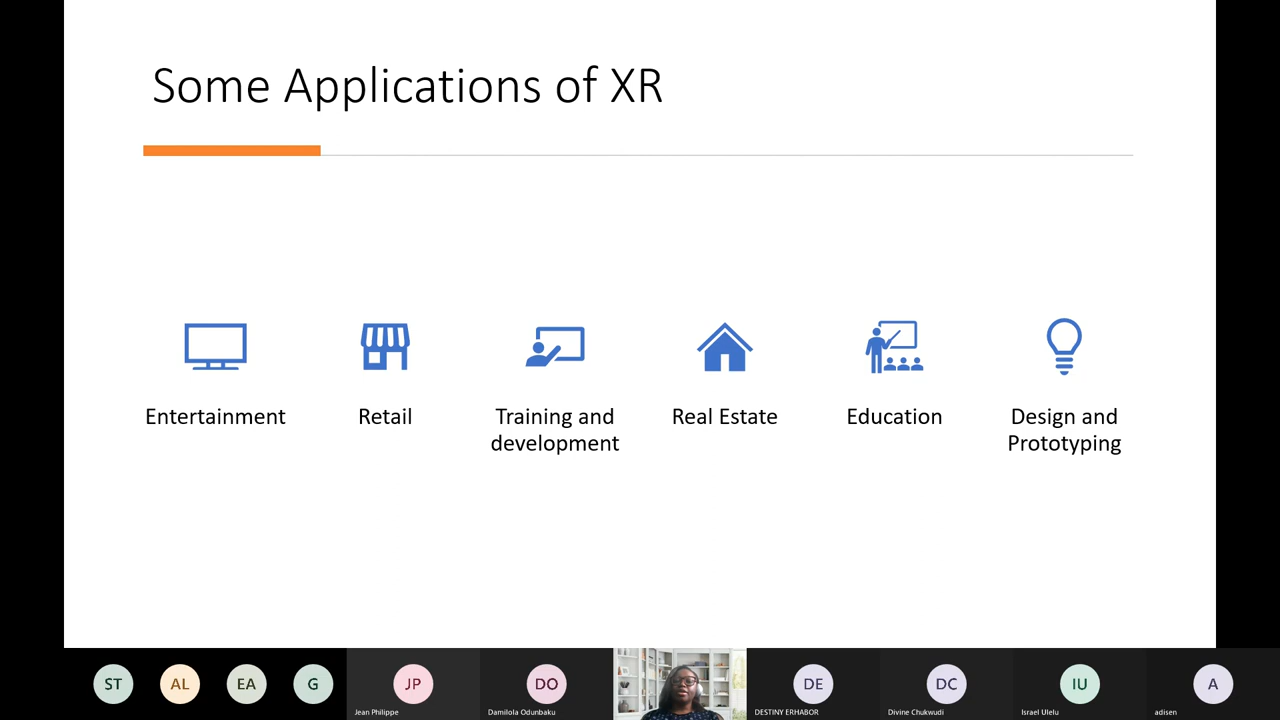 Some Applications of XR
Entertainment
Retail
Training and
development
Real Estate
Education
Design and
Prototyping
ST
AL
EA
G
JP
DO
DE
DC
IU
A
Jean Philippe
Damilola Odunbaku
DESTINY ERHABOR
Divine Chukwudi
Israel Ulelu
adisen